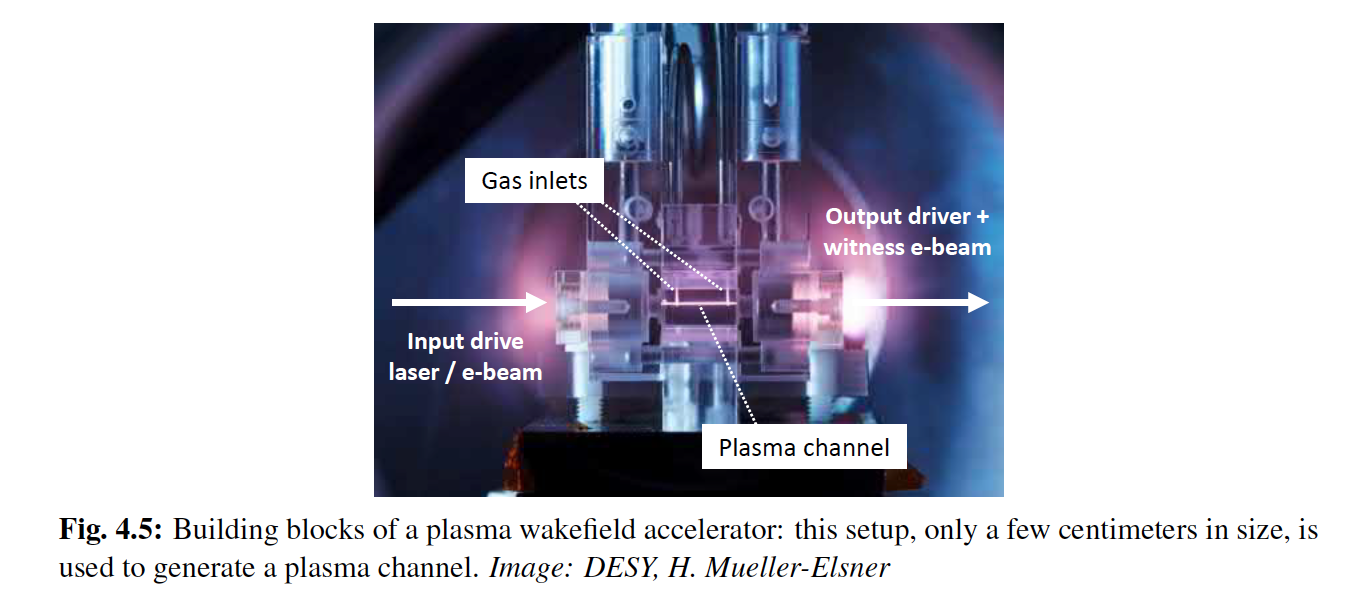 Gas inlets
Output driver +
witness e-beam
Input drive
laser / e-beam
Plasma channel
Fig. 4.5: Building blocks of a plasma wakefield accelerator: this setup, only a few centimeters in size, is
used to generate a plasma channel. Image: DESY, H. Mueller-Elsner